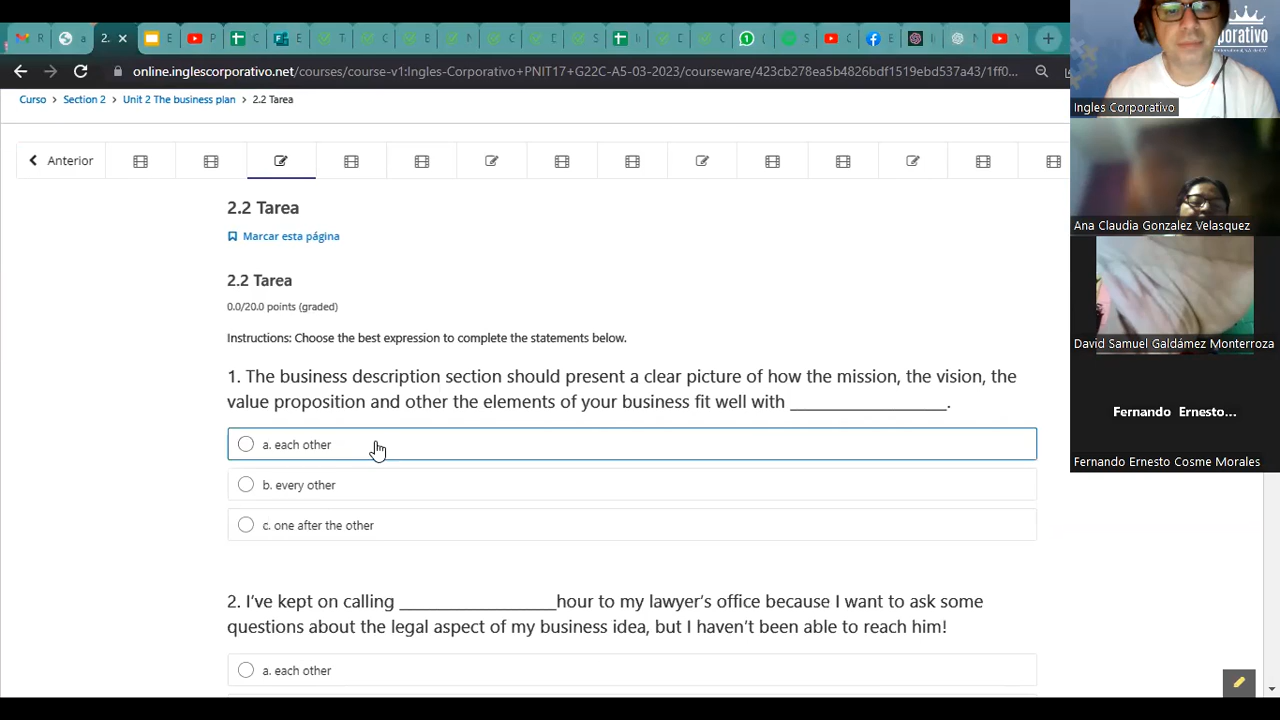 2.
online.inglescorporativo.net/courses/course-v1:Ingles-Corporativo+PNIT17+G22C-A5-03-2023/courseware/423cb278ea5b4826bdf1519ebd537a43/1ff0...
Curso > Section 2 > Unit 2 The business plan > 2.2 Tarea
Anterior
2.2 Tarea
Marcar esta página
2.2 Tarea
0.0/20.0 points (graded)
Instructions: Choose the best expression to complete the statements below.
1. The business description section should present a clear picture of how the mission, the vision, the
value proposition and other the elements of your business fit well with _________________.
a. each other
b. every other
c. one after the other
2. I've kept on calling _________________hour to my lawyer's office because I want to ask some
questions about the legal aspect of my business idea, but I haven't been able to reach him!
a. each other
porativo
Ingles Corporativo
Ana Claudia Gonzalez Velasquez
David Samuel Galdámez Monterroza
Fernando Ernesto...
Fernando Ernesto Cosme Morales